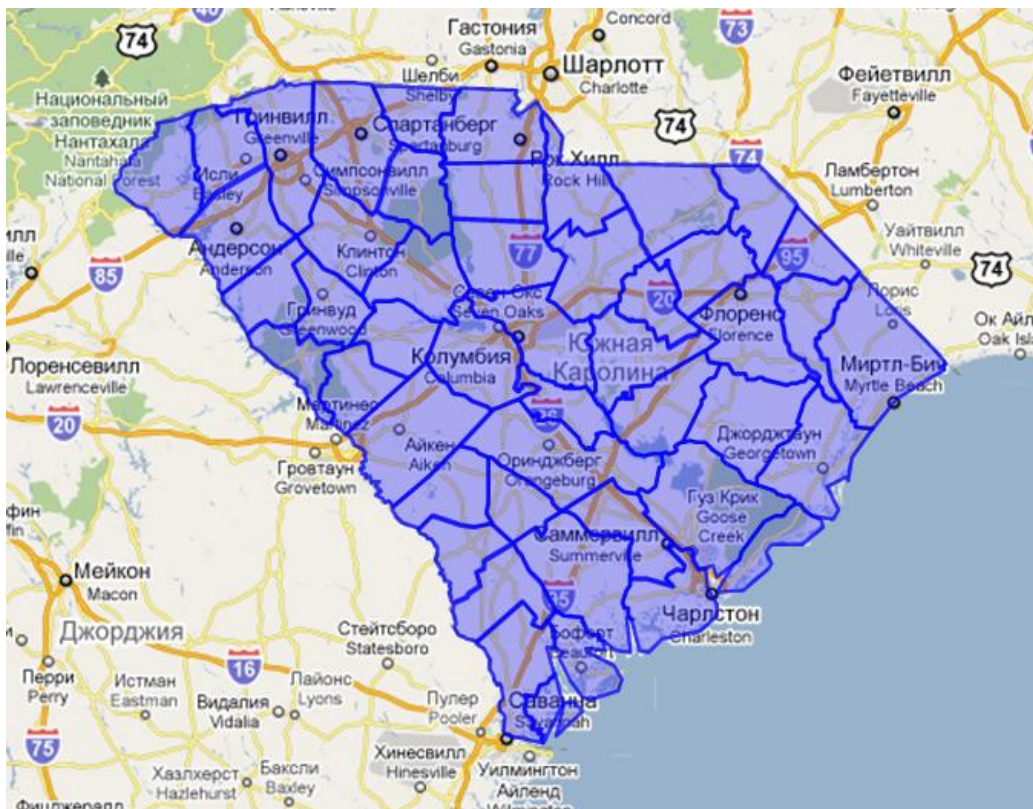 40
74
73
Гастония
Gastonia
Concord
Шелби
Shelby
Шарлотт
Charlotte
Фейетвилл
Fayetteville
Национальный
заповедник
Нантахала
Nantahala
National Forest
74
74
Гринвилл
Greenville
Спартанберг
Spartanburg
Рок Хилл
Rock Hill
Ламбертон
Lumberton
Исли
Easley
Симпсонвилл
Simpsonville
Уайтвилл
Whiteville
74
Андерсон
Anderson
Клинтон
Clinton
77
95
85
Гринвуд
Greenwood
Севен Окс
Seven Oaks
20
Флоренс
Florence
Лорис
Loris
Ок Айл
Oak Isl
Лоренсевилл
Lawrenceville
Колумбия
Columbia
Южная
Каролина
Миртл-Бич
Myrtle Beach
20
Мартинез
Martinez
Айкен
Aiken
26
Джорджтаун
Georgetown
Гровтаун
Grovetown
Оринджберг
Orangeburg
Гуз Крик
Goose
Creek
Саммервилл
Summerville
Мейкон
Macon
95
Чарлстон
Charleston
Джорджия
Стейтсборо
Statesboro
Бофорт
Beaufort
16
Перри
Perry
Истман
Eastman
Лайонс
Lyons
Видалия
Vidalia
Пулер
Pooler
Саванна
Savannah
75
Хинесвилл
Hinesville
Уилмингтон
Айленд
Wilmington
Хазлхерст
Hazlehurst
Баксли
Baxley
Фицджералд